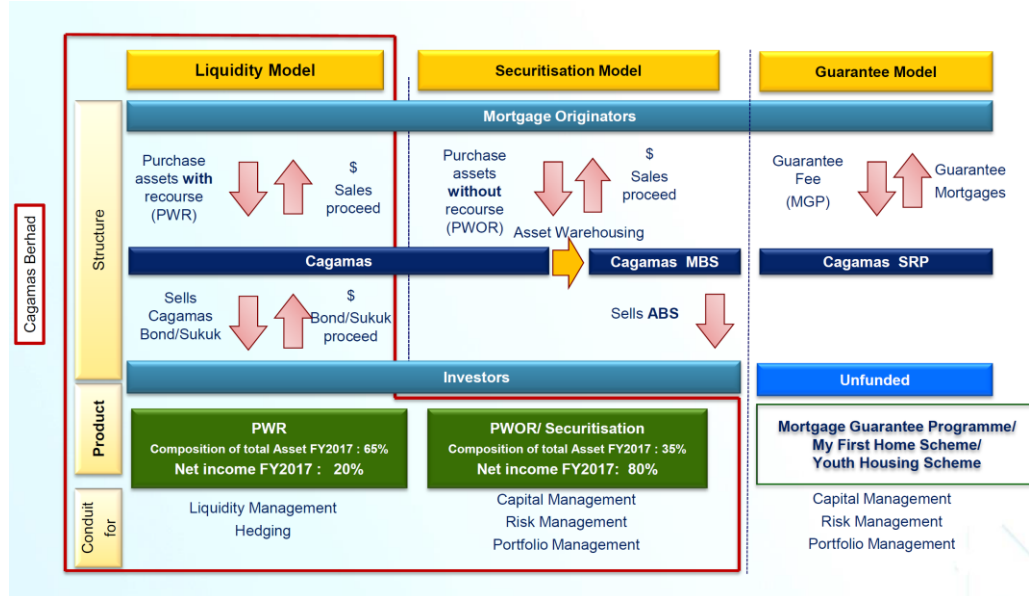 Liquidity Model
Securitisation Model
Guarantee Model
Mortgage Originators
Cagamas Berhad
Structure
Purchase
assets with
recourse
(PWR)
$
Sales
proceed
Purchase
assets
without
recourse
(PWOR)
$
Sales
proceed
Asset Warehousing
Guarantee
Fee
(MGP)
Guarantee
Mortgages
Cagamas
Cagamas MBS
Cagamas SRP
Sells
Cagamas
Bond/Sukuk
$
Bond/Sukuk
proceed
Sells ABS
Investors
Unfunded
Product
PWR
Composition of total Asset FY2017 : 65%
Net income FY2017 : 20%
PWOR/ Securitisation
Composition of total Asset FY2017 : 35%
Net income FY2017: 80%
Mortgage Guarantee Programme/
My First Home Scheme/
Youth Housing Scheme
Conduit
for
Liquidity Management
Hedging
Capital Management
Risk Management
Portfolio Management
Capital Management
Risk Management
Portfolio Management